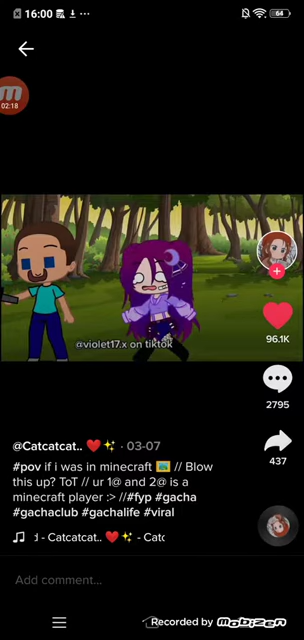 16:00
64
02:18
@violet17.x on tiktok
96.1K
2795
437
@Catcatcat.. ❤️✨ · 03-07
#pov if i was in minecraft 🖼️ // Blow
this up? ToT // ur 1@ and 2@ is a
minecraft player :> //#fyp #gacha
#gachaclub #gachalife #viral
- Catcatcat.. ❤️✨ - Catc
Add comment...
Recorded by Mobizen